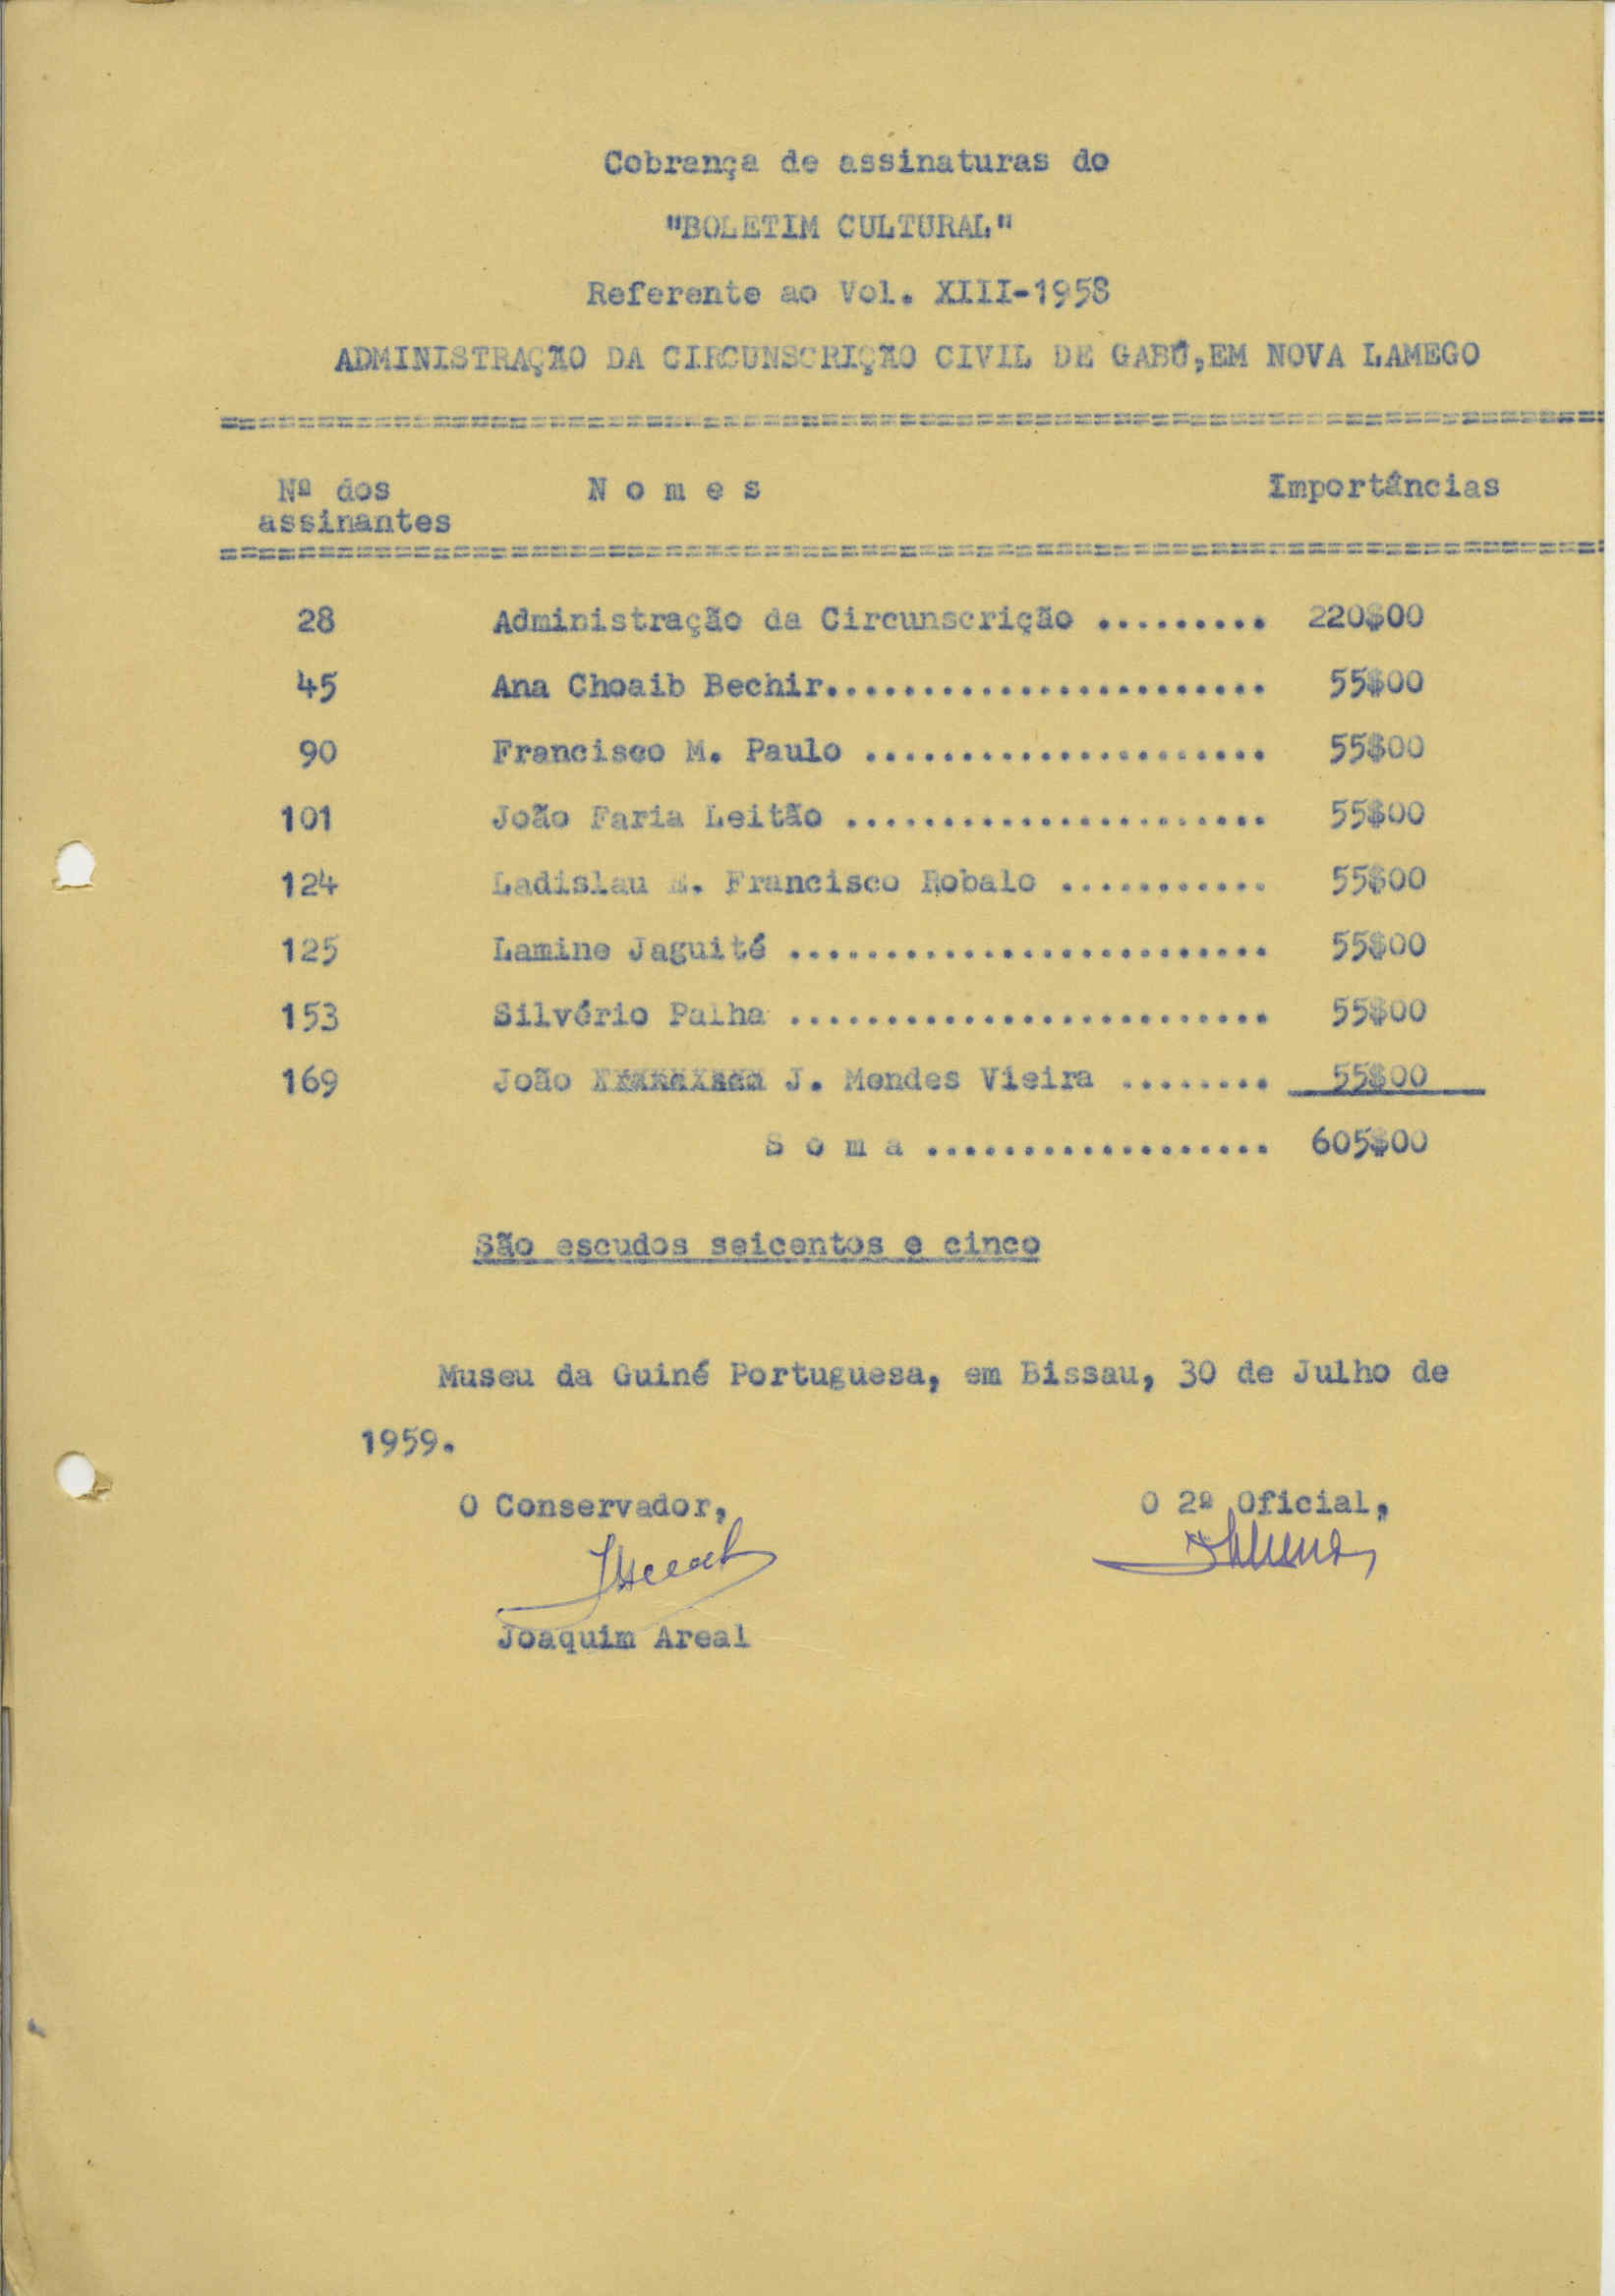 Cobrança de assinaturas do
"BOLETIM CULTURAL"
Referente ao Vol. XIII-1958
ADMINISTRAÇÃO DA CIRCUNSCRIÇÃO CIVIL DE GABÚ,EM NOVA LAMEGO
Nº dos N o m e s Importâncias
assinantes
28 Administração da Circunscrição ......... 220$00
45 Ana Choaib Bechir....................... 55$00
90 Francisco M. Paulo ..................... 55$00
101 João Faria Leitão ...................... 55$00
124 Ladislau E. Francisco Robalo ........... 55$00
125 Lamine Jaguité ......................... 55$00
153 Silvério Palha ......................... 55$00
169 João J. Mendes Vieira ........ 55$00
S o m a .................. 605$00
São escudos seicentos e cinco
Museu da Guiné Portuguesa, em Bissau, 30 de Julho de
1959.
O Conservador, O 2º Oficial,
Joaquim Areal